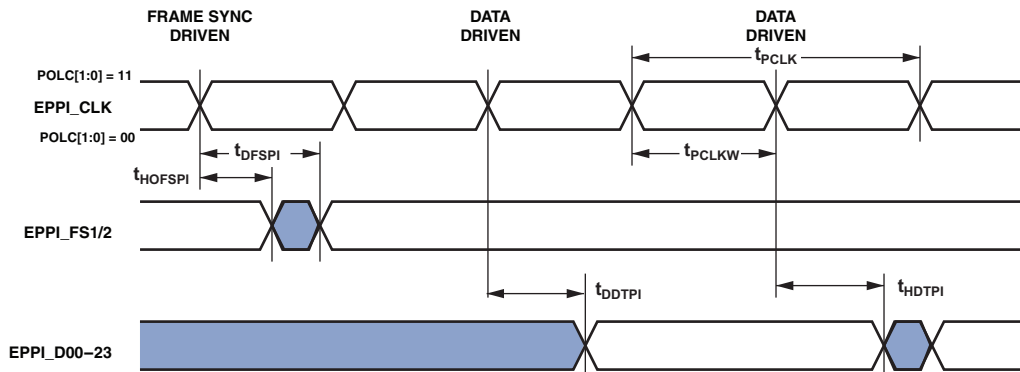 FRAME SYNC
DRIVEN
DATA
DRIVEN
DATA
DRIVEN
tPCLK
POLC[1:0] = 11
EPPI_CLK
POLC[1:0] = 00
tDFSPI
tPCLKW
tHOFSPI
EPPI_FS1/2
tDDTPI
tHDTPI
EPPI_D00–23